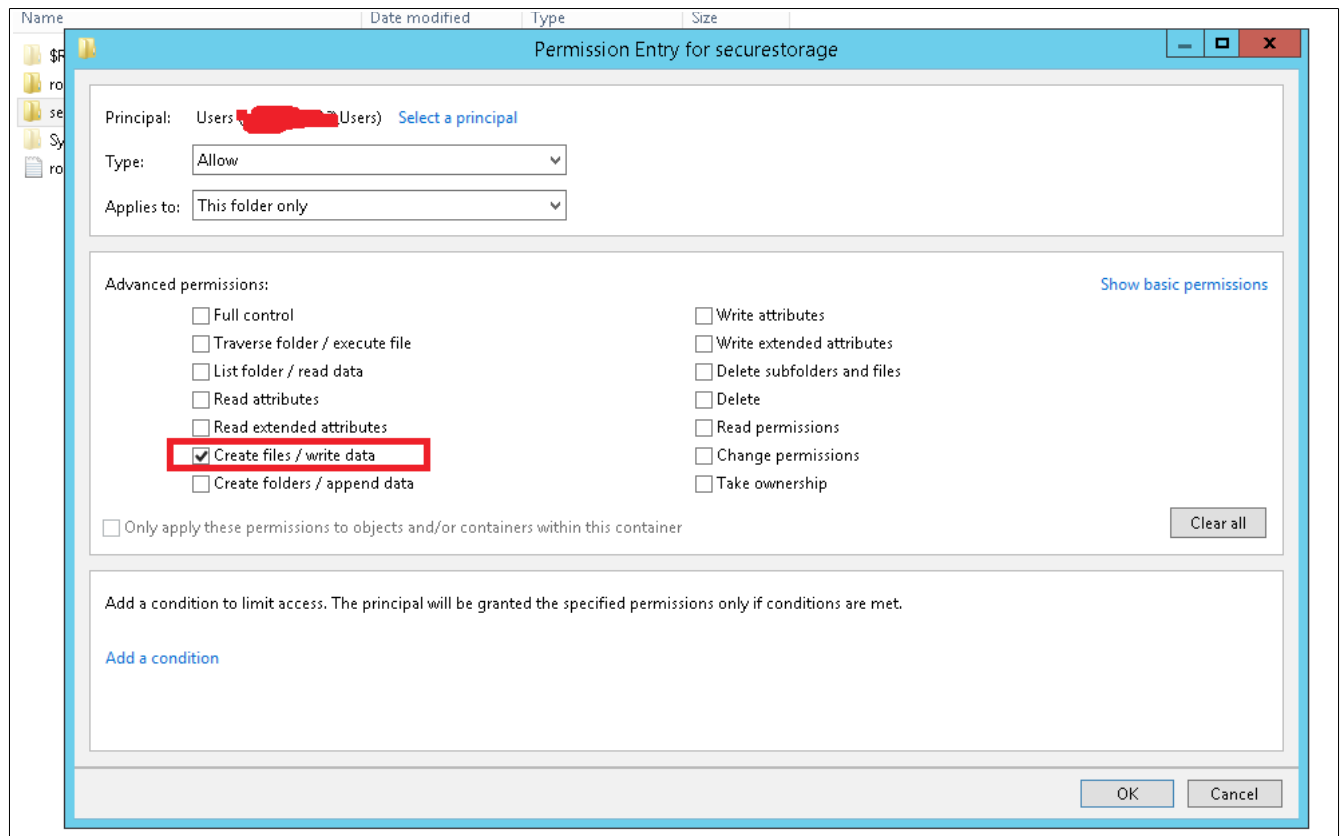 Name Date modified Type Size
Permission Entry for securestorage
$R
ro
se
Sy
ro
Principal: Users Users) Select a principal
Type: Allow
Applies to: This folder only
Advanced permissions: Show basic permissions
Full control Write attributes
Traverse folder / execute file Write extended attributes
List folder / read data Delete subfolders and files
Read attributes Delete
Read extended attributes Read permissions
Create files / write data Change permissions
Create folders / append data Take ownership
Only apply these permissions to objects and/or containers within this container
Clear all
Add a condition to limit access. The principal will be granted the specified permissions only if conditions are met.
Add a condition
OK Cancel